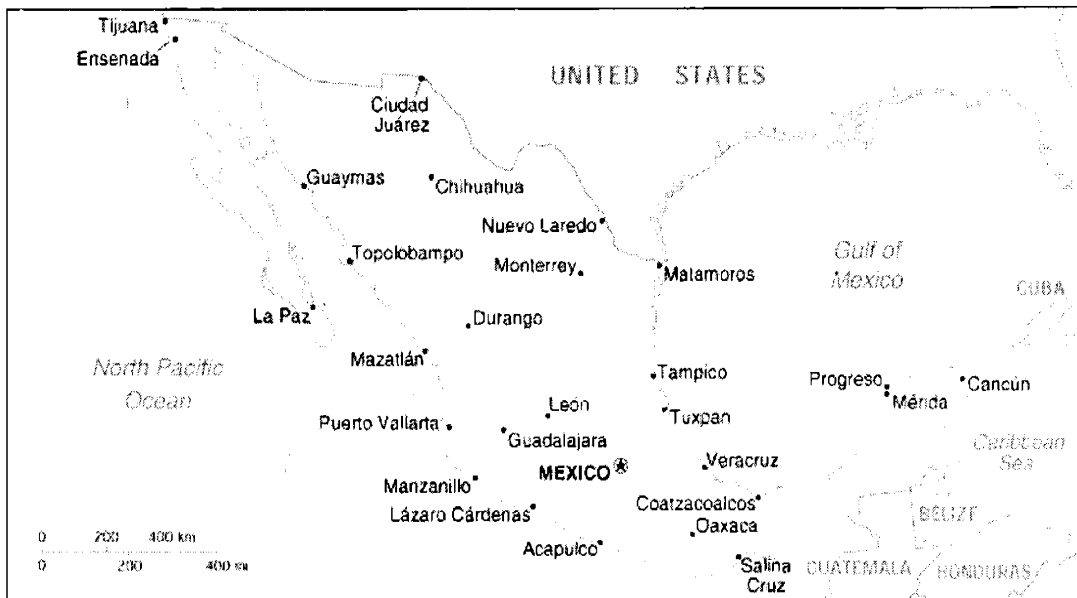 Tijuana
Ensenada
UNITED STATES
Ciudad
Juárez
Guaymas
Chihuahua
Nuevo Laredo
Topolobampo
Monterrey
Matamoros
Gulf of
Mexico
CUBA
La Paz
Durango
Mazatlán
North Pacific
Ocean
Tampico
Progreso
Cancún
Mérida
León
Puerto Vallarta
Tuxpan
Guadalajara
Caribbean
Sea
MEXICO
Veracruz
Manzanillo
Coatzacoalcos
Lázaro Cárdenas
Oaxaca
BELIZE
0 200 400 km
Acapulco
0 200 400 mi
Salina
Cruz
GUATEMALA
HONDURAS